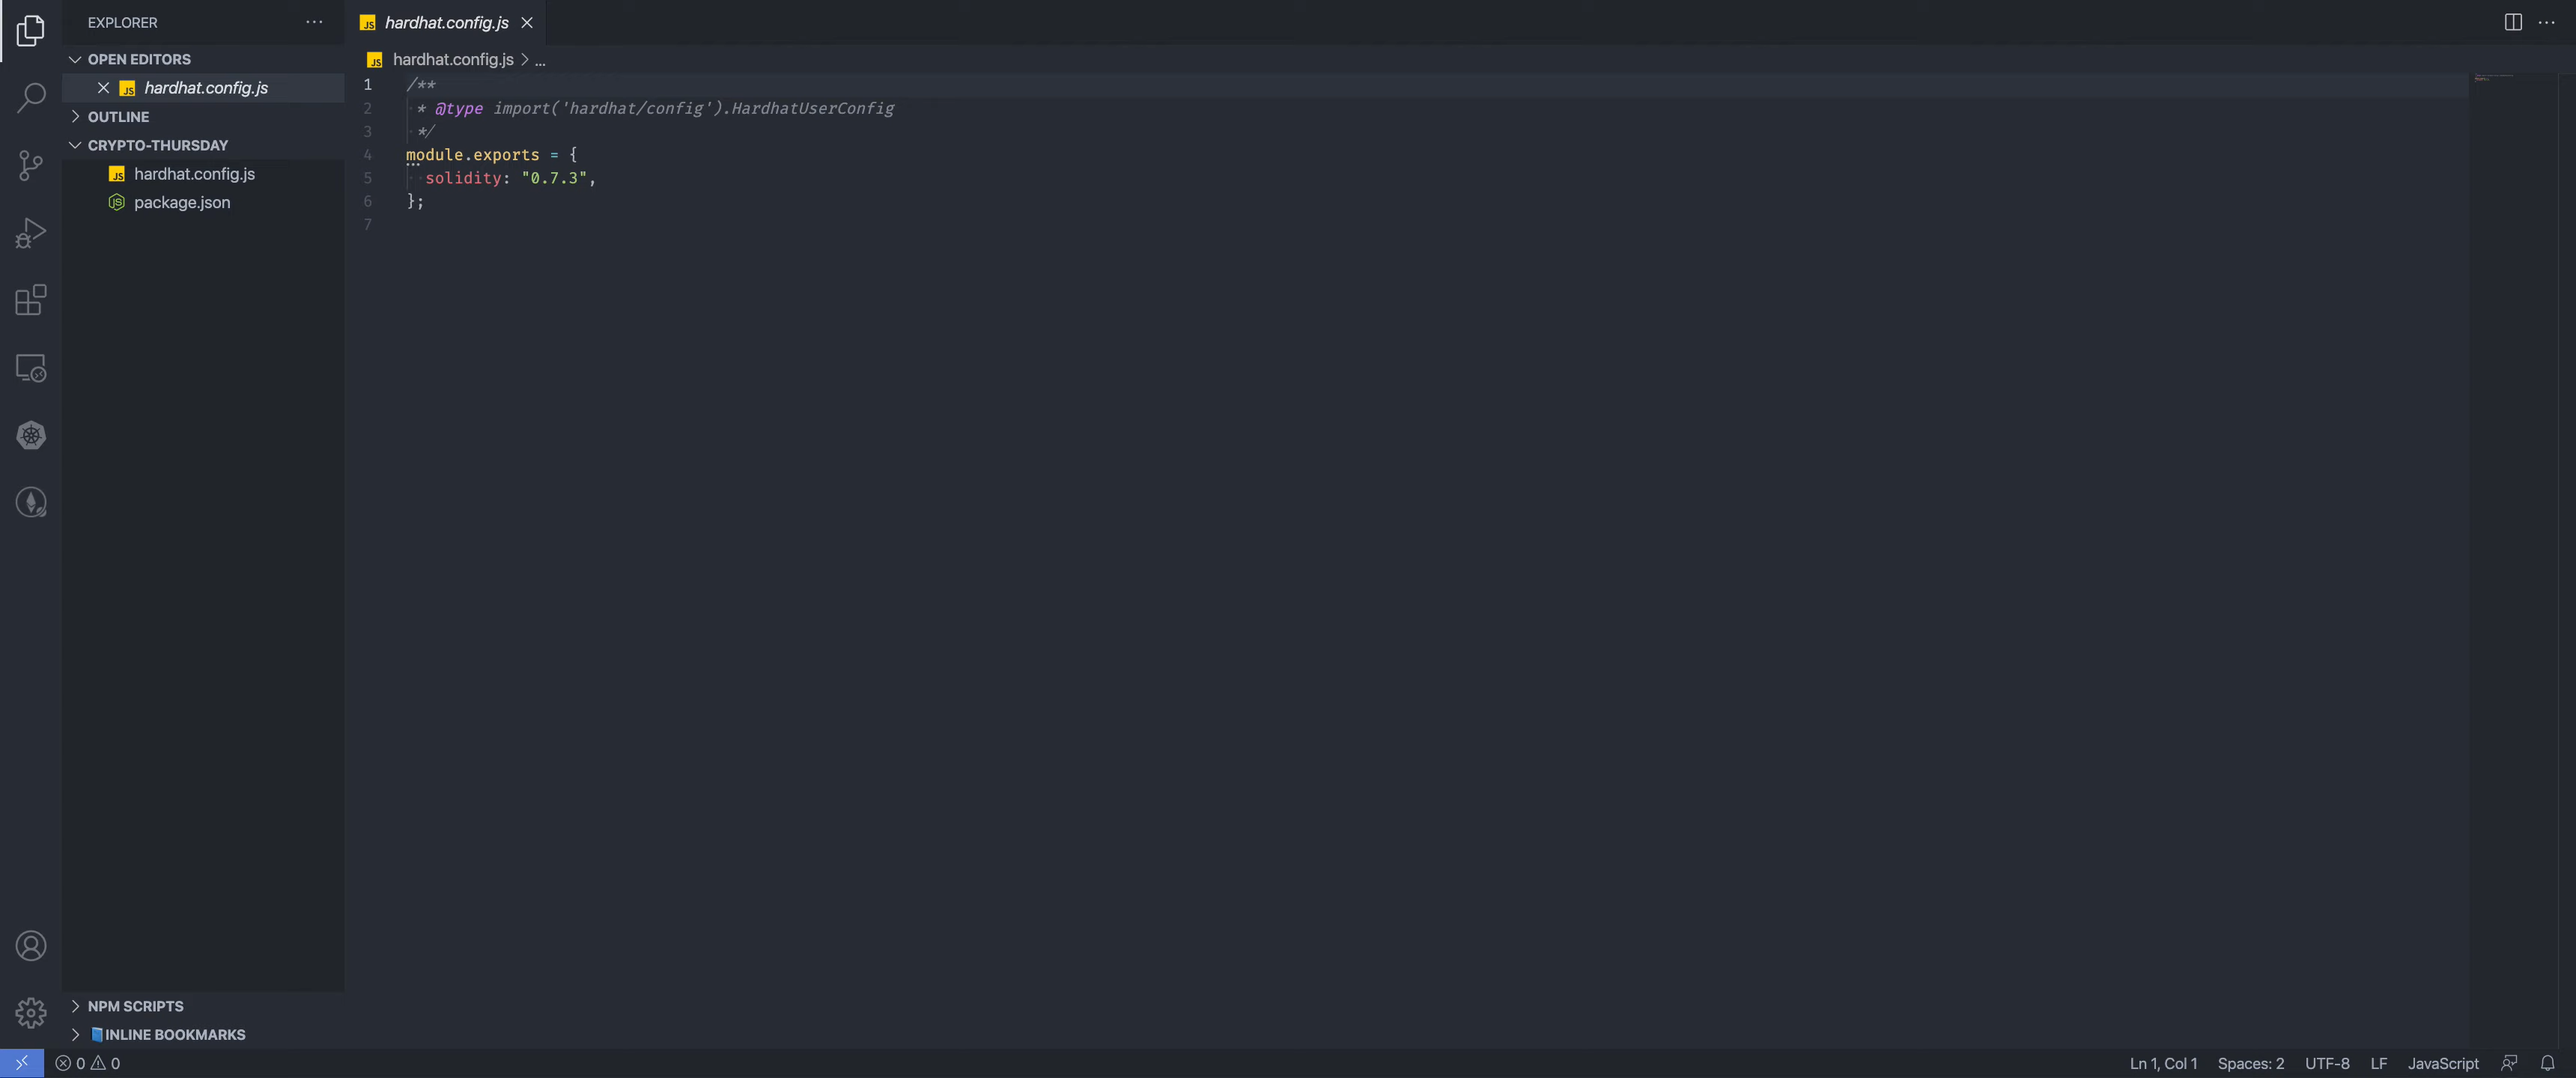 EXPLORER
OPEN EDITORS
hardhat.config.js
OUTLINE
CRYPTO-THURSDAY
hardhat.config.js
package.json
NPM SCRIPTS
INLINE BOOKMARKS
hardhat.config.js
hardhat.config.js > ...
1 /**
2 * @type import('hardhat/config').HardhatUserConfig
3 */
4 module.exports = {
5 solidity: "0.7.3",
6 };
7
0 0
Ln 1, Col 1 Spaces: 2 UTF-8 LF JavaScript